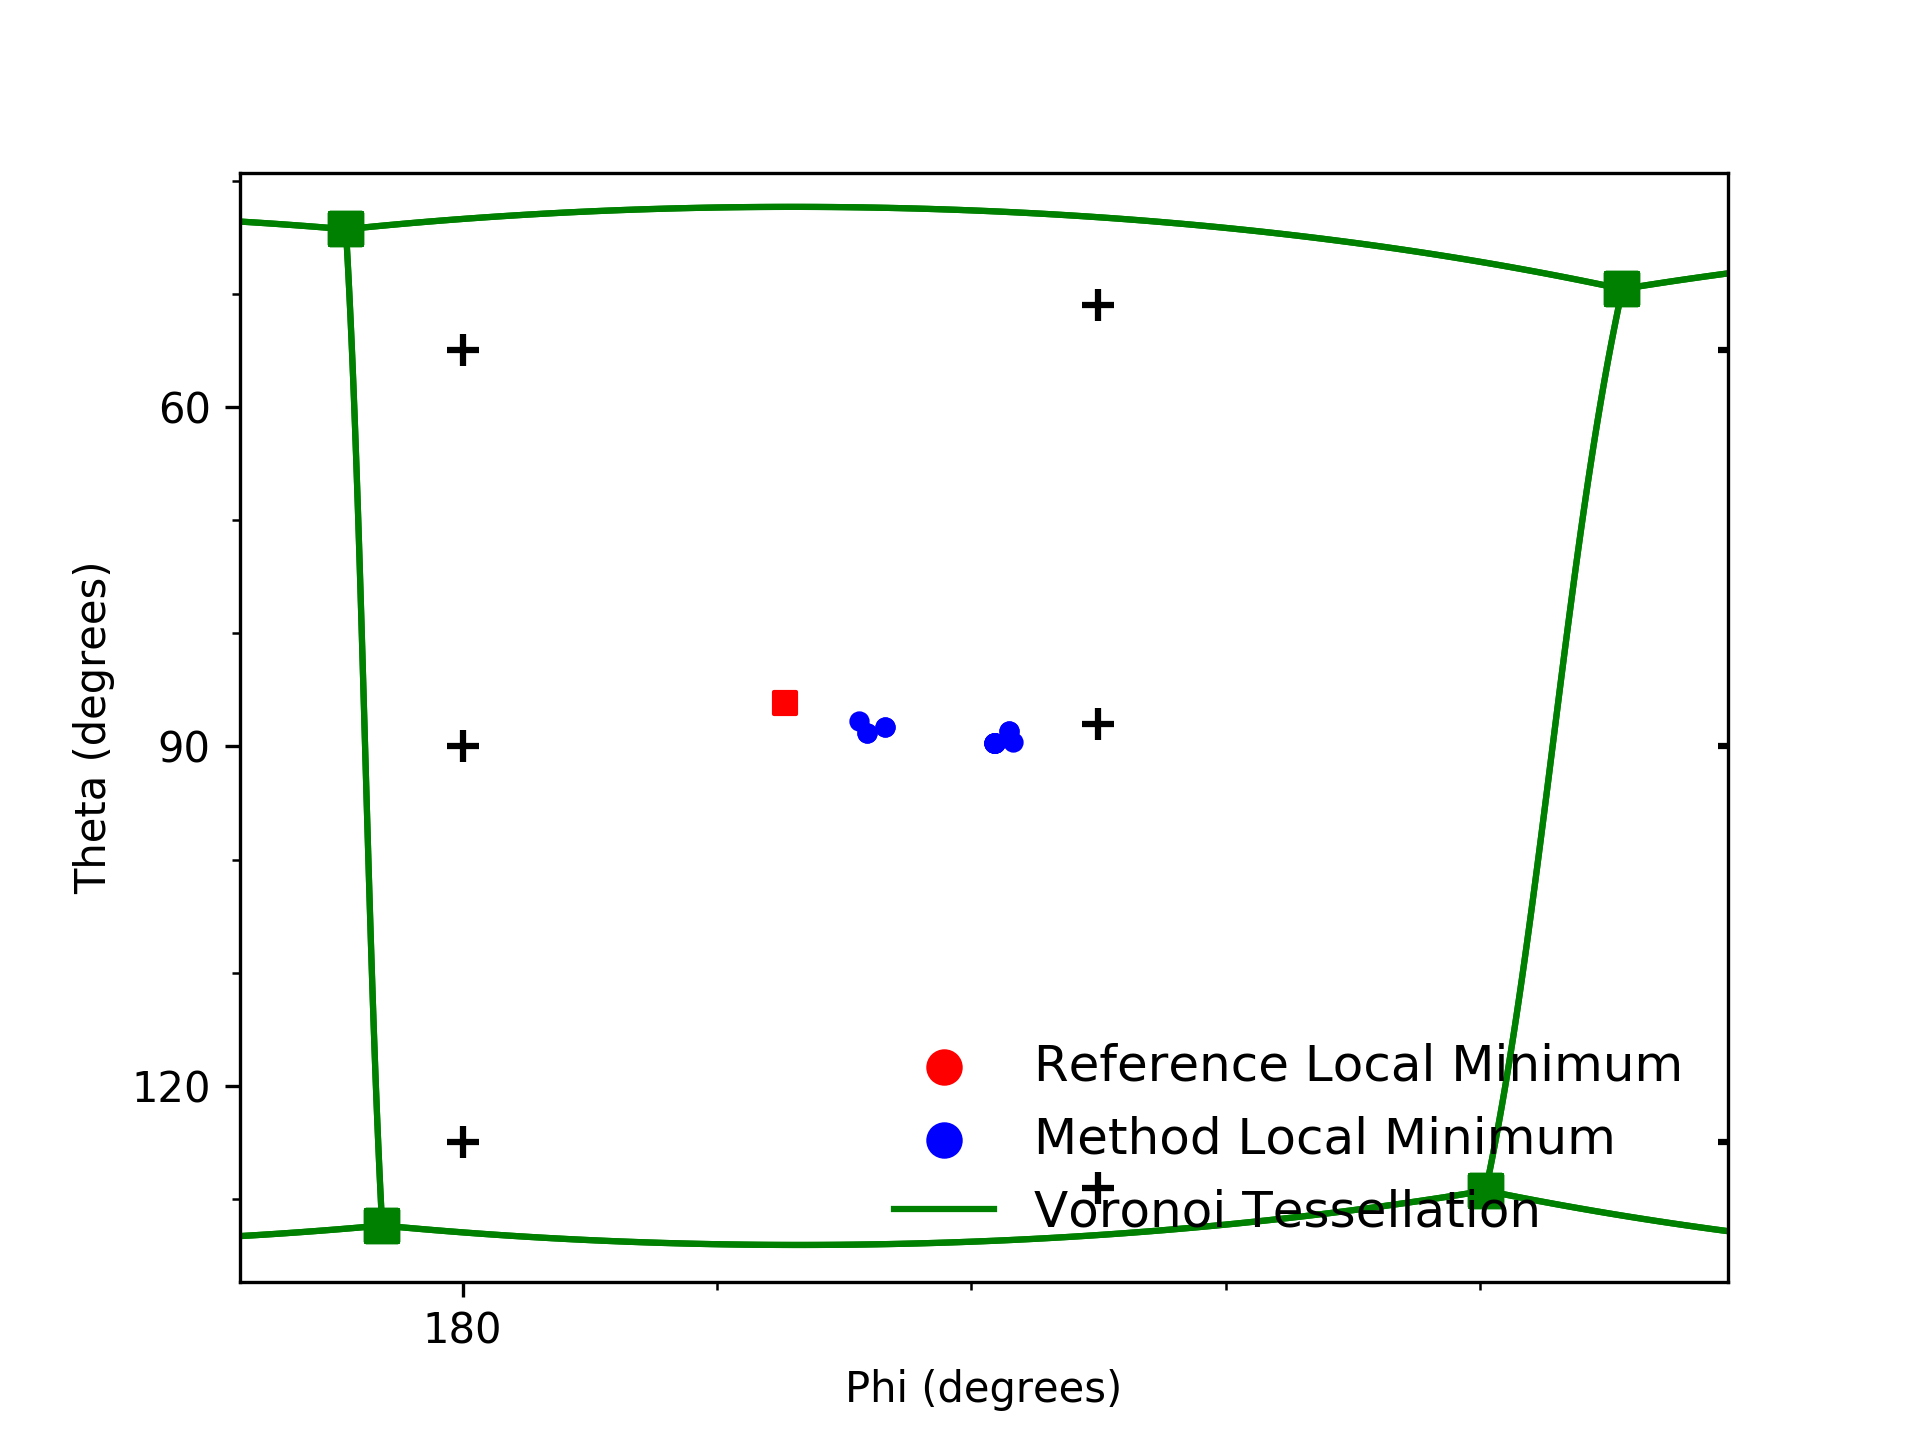 60
90
120
180
Theta (degrees)
Phi (degrees)
Reference Local Minimum
Method Local Minimum
Voronoi Tessellation